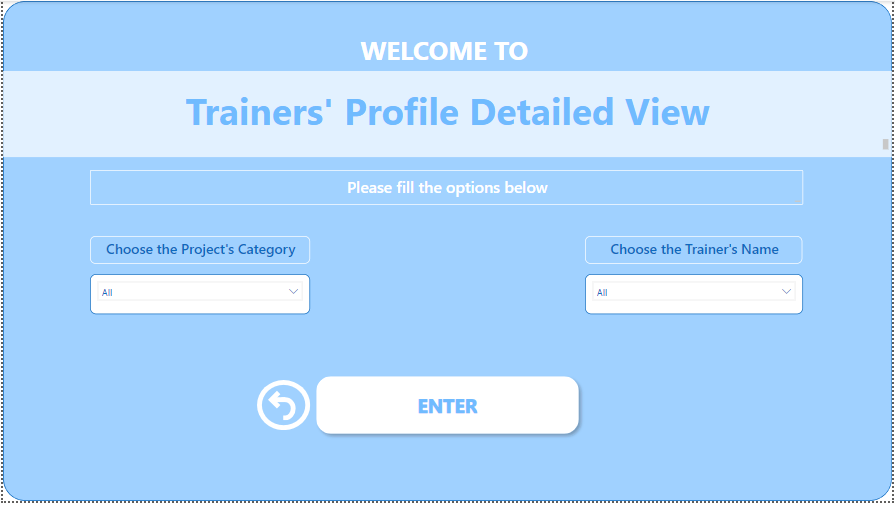 WELCOME TO
Trainers' Profile Detailed View
Please fill the options below
Choose the Project's Category
Choose the Trainer's Name
All
All
ENTER